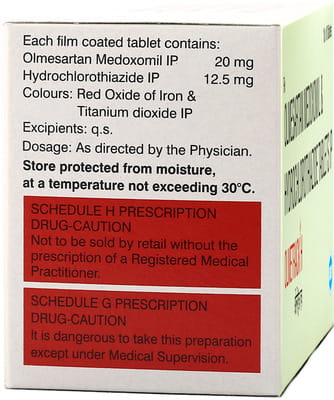 Each film coated tablet contains:
Olmesartan Medoxomil IP 20 mg
Hydrochlorothiazide IP 12.5 mg
Colours: Red Oxide of Iron &
Titanium dioxide IP
Excipients: q.s.
Dosage: As directed by the Physician.
Store protected from moisture,
at a temperature not exceeding 30°C.
SCHEDULE H PRESCRIPTION
DRUG-CAUTION
Not to be sold by retail without the
prescription of a Registered Medical
Practitioner.
SCHEDULE G PRESCRIPTION
DRUG-CAUTION
It is dangerous to take this preparation
except under Medical Supervision.